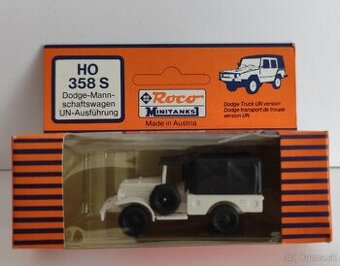 HO
358 S
Dodge-Mann-
schaftswagen
UN-Ausführung
Roco
MINITANKS
Made in Austria
Dodge Truck UN version
Dodge transport de troupe
version UN